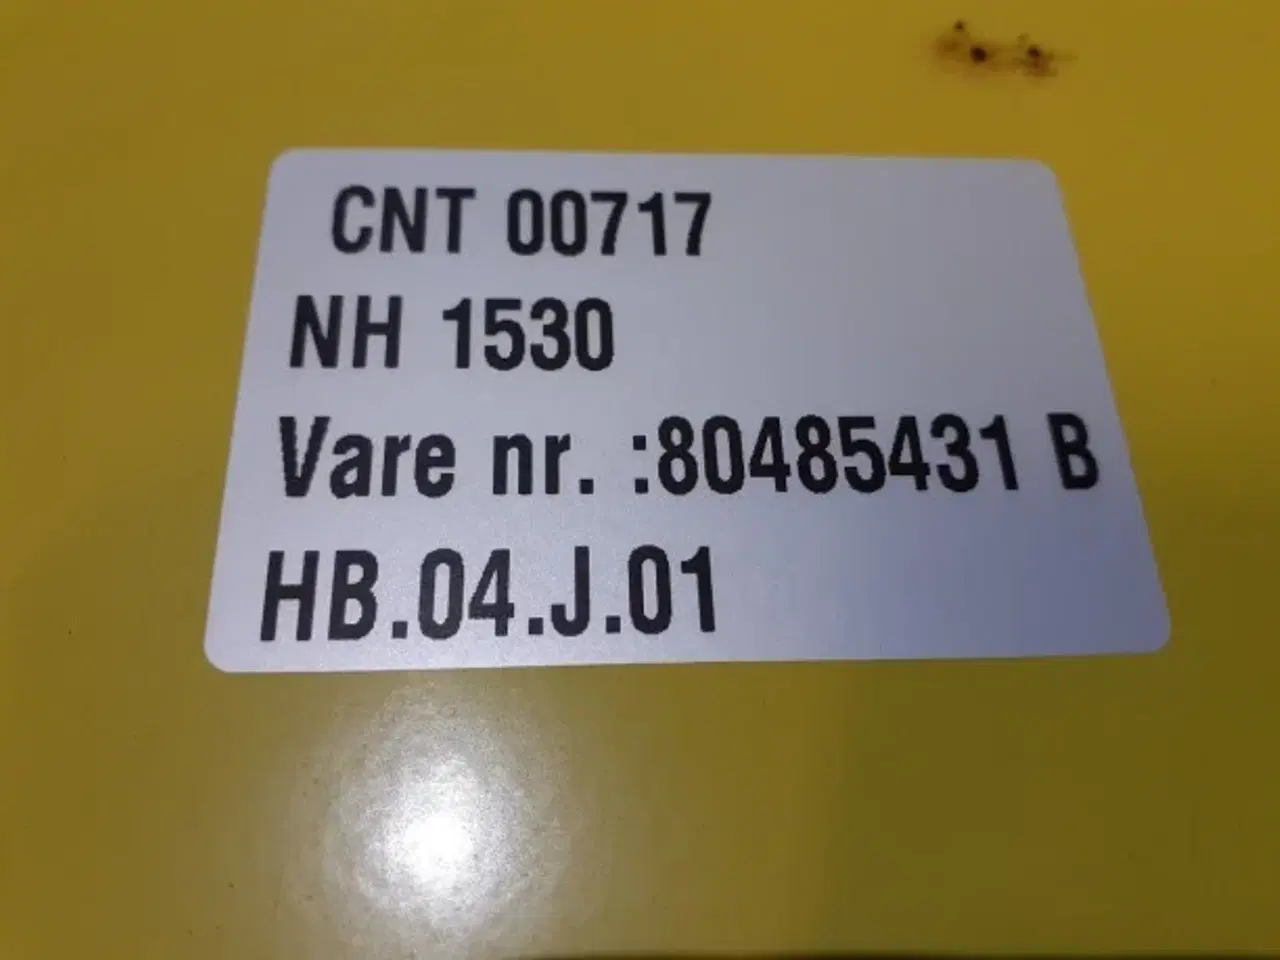 CNT 00717
NH 1530
Vare nr. :80485431 B
HB.04.J.01